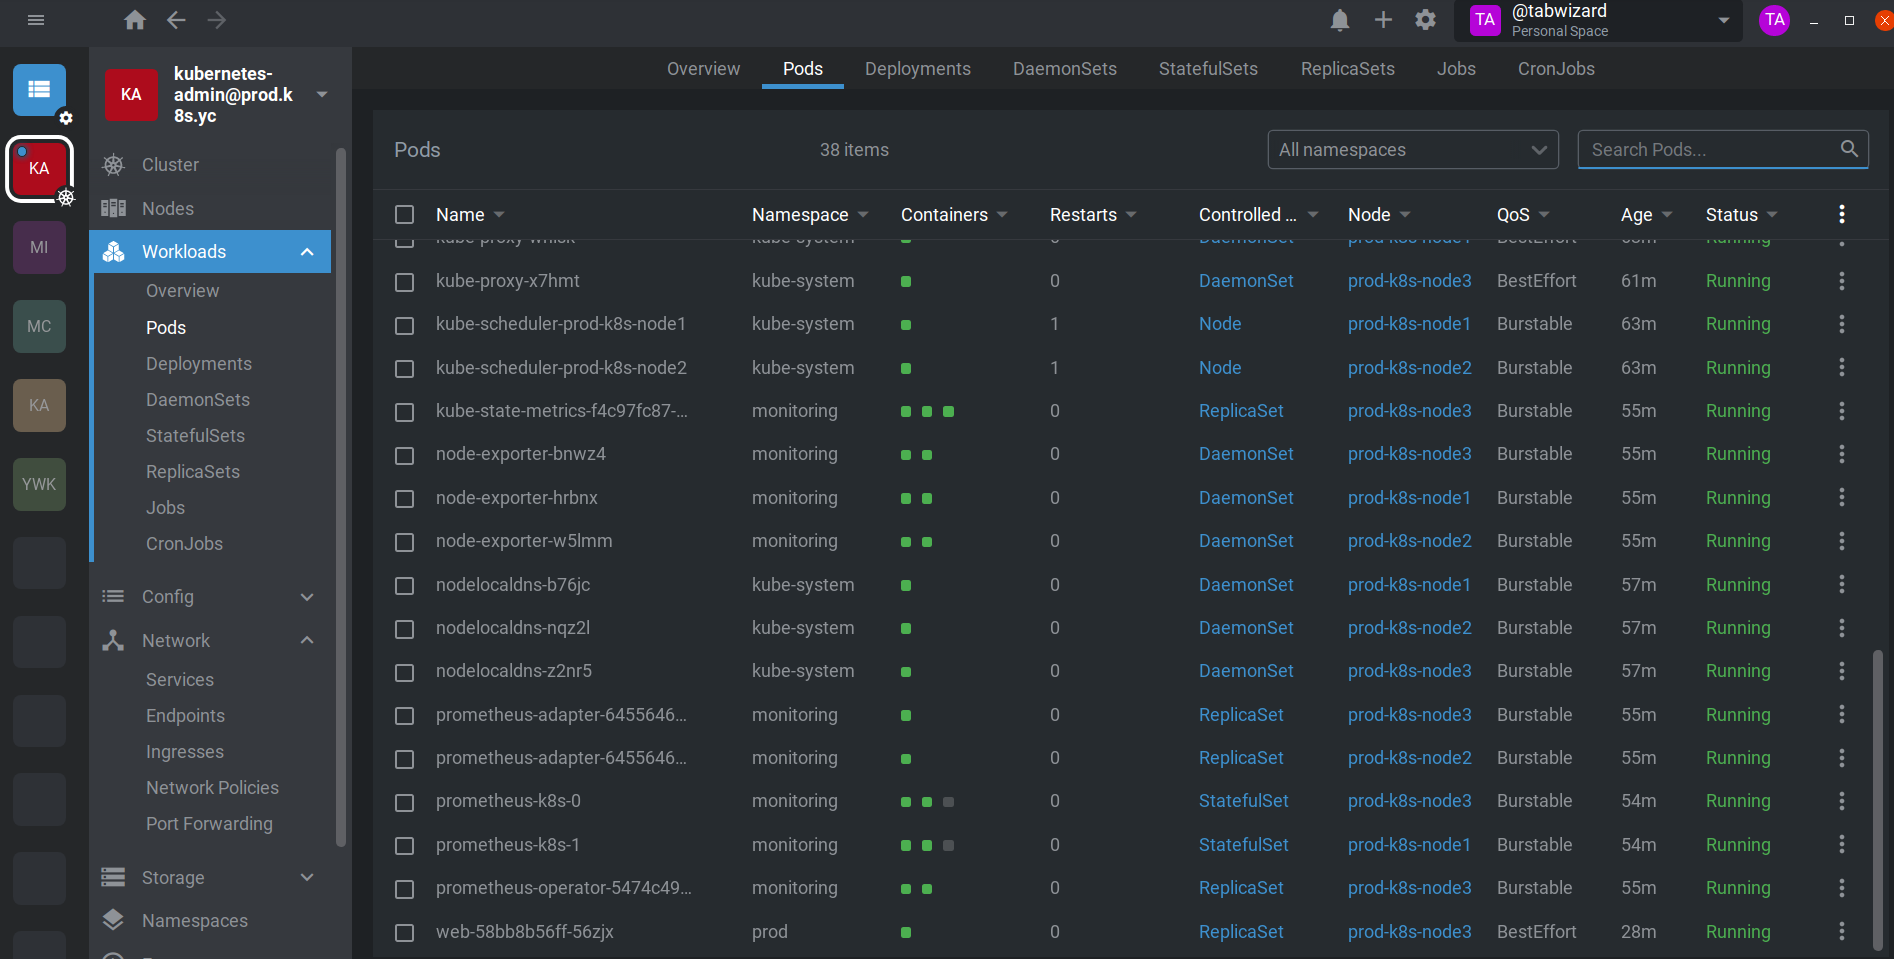 TA @tabwizard
Personal Space
TA
KA
KA
MI
MC
KA
YWK
kubernetes-
admin@prod.k
8s.yc
Cluster
Nodes
Workloads
Overview
Pods
Deployments
DaemonSets
StatefulSets
ReplicaSets
Jobs
CronJobs
Config
Network
Services
Endpoints
Ingresses
Network Policies
Port Forwarding
Storage
Namespaces
Overview Pods Deployments DaemonSets StatefulSets ReplicaSets Jobs CronJobs
Pods 38 items All namespaces Search Pods...
Name Namespace Containers Restarts Controlled ... Node QoS Age Status
kube-proxy-x7hmt kube-system 0 DaemonSet prod-k8s-node3 BestEffort 61m Running
kube-scheduler-prod-k8s-node1 kube-system 1 Node prod-k8s-node1 Burstable 63m Running
kube-scheduler-prod-k8s-node2 kube-system 1 Node prod-k8s-node2 Burstable 63m Running
kube-state-metrics-f4c97fc87-... monitoring 0 ReplicaSet prod-k8s-node3 Burstable 55m Running
node-exporter-bnwz4 monitoring 0 DaemonSet prod-k8s-node3 Burstable 55m Running
node-exporter-hrbnx monitoring 0 DaemonSet prod-k8s-node1 Burstable 55m Running
node-exporter-w5lmm monitoring 0 DaemonSet prod-k8s-node2 Burstable 55m Running
nodelocaldns-b76jc kube-system 0 DaemonSet prod-k8s-node1 Burstable 57m Running
nodelocaldns-nqz2l kube-system 0 DaemonSet prod-k8s-node2 Burstable 57m Running
nodelocaldns-z2nr5 kube-system 0 DaemonSet prod-k8s-node3 Burstable 57m Running
prometheus-adapter-6455646... monitoring 0 ReplicaSet prod-k8s-node3 Burstable 55m Running
prometheus-adapter-6455646... monitoring 0 ReplicaSet prod-k8s-node2 Burstable 55m Running
prometheus-k8s-0 monitoring 0 StatefulSet prod-k8s-node3 Burstable 54m Running
prometheus-k8s-1 monitoring 0 StatefulSet prod-k8s-node1 Burstable 54m Running
prometheus-operator-5474c49... monitoring 0 ReplicaSet prod-k8s-node3 Burstable 55m Running
web-58bb8b56ff-56zjx prod 0 ReplicaSet prod-k8s-node3 BestEffort 28m Running